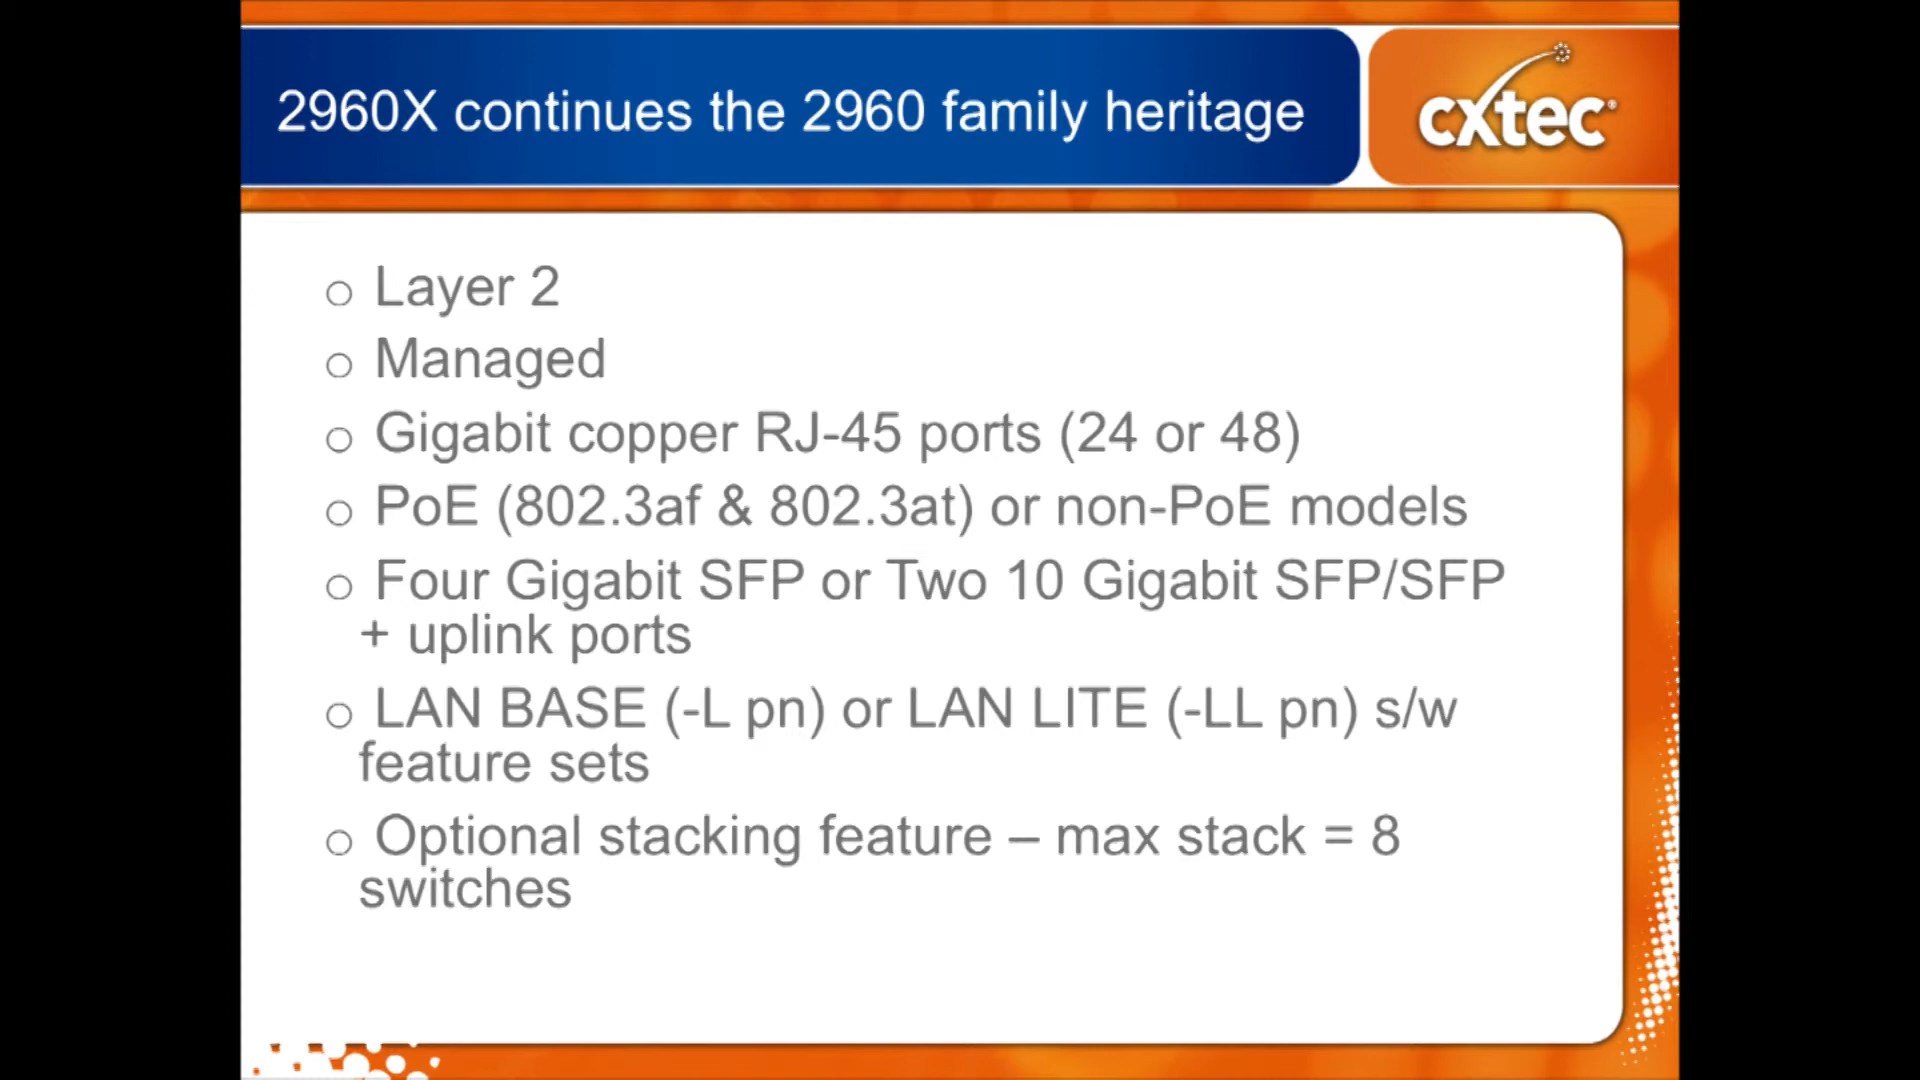 2960X continues the 2960 family heritage
cxtec®
o Layer 2
o Managed
o Gigabit copper RJ-45 ports (24 or 48)
o PoE (802.3af & 802.3at) or non-PoE models
o Four Gigabit SFP or Two 10 Gigabit SFP/SFP
+ uplink ports
o LAN BASE (-L pn) or LAN LITE (-LL pn) s/w
feature sets
o Optional stacking feature – max stack = 8
switches